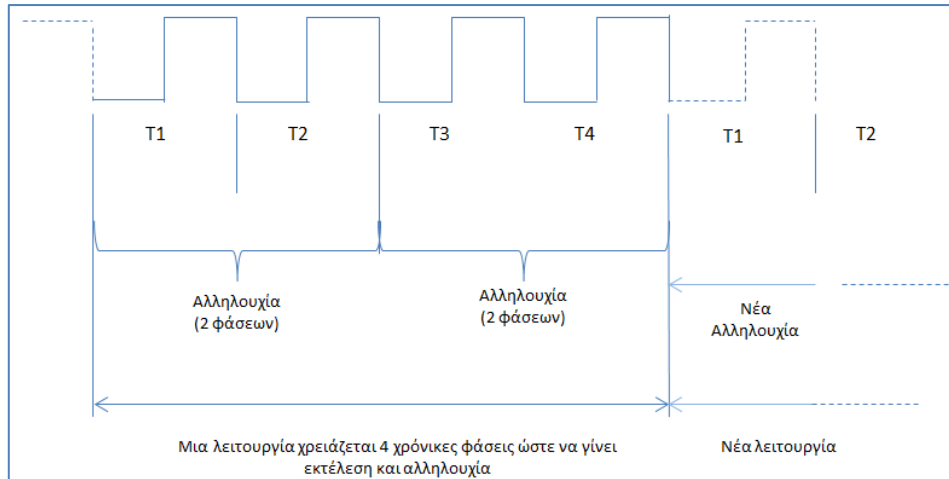 T1 T2 T3 T4 T1 T2
Αλληλουχία
(2 φάσεων)
Αλληλουχία
(2 φάσεων)
Νέα
Αλληλουχία
Μια λειτουργία χρειάζεται 4 χρόνικες φάσεις ώστε να γίνει
εκτέλεση και αλληλουχία
Νέα λειτουργία